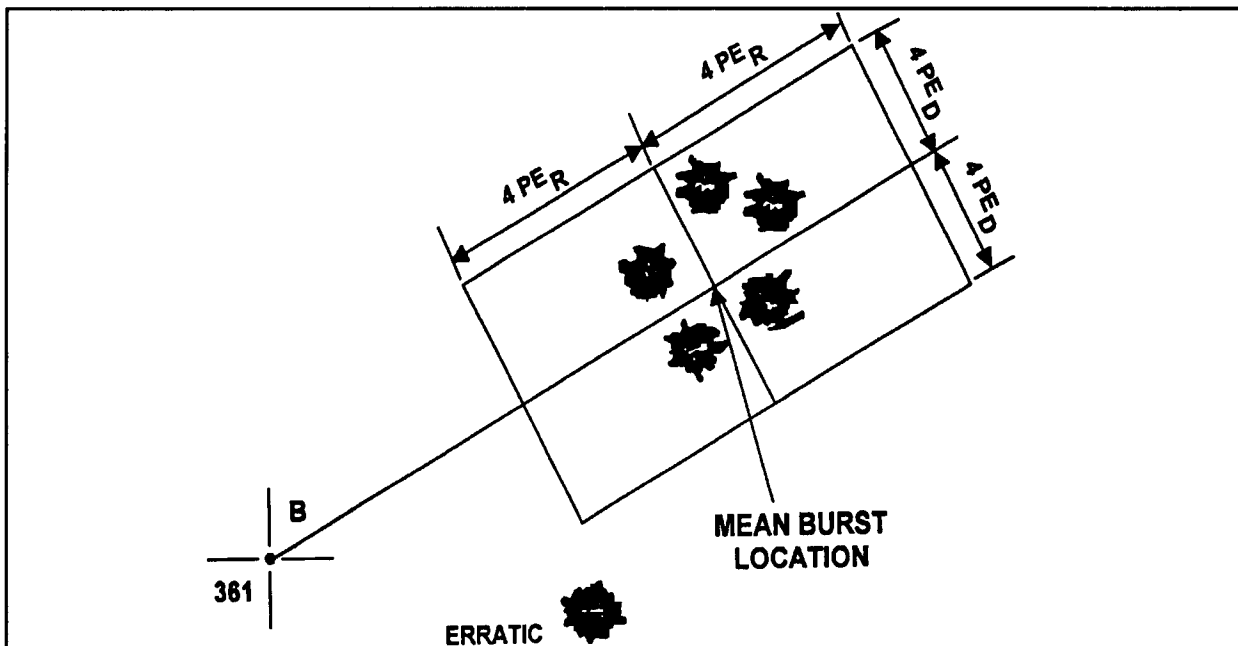 4 PE R
4 PE D
4 PE R
4 PE D
B
361
MEAN BURST
LOCATION
ERRATIC